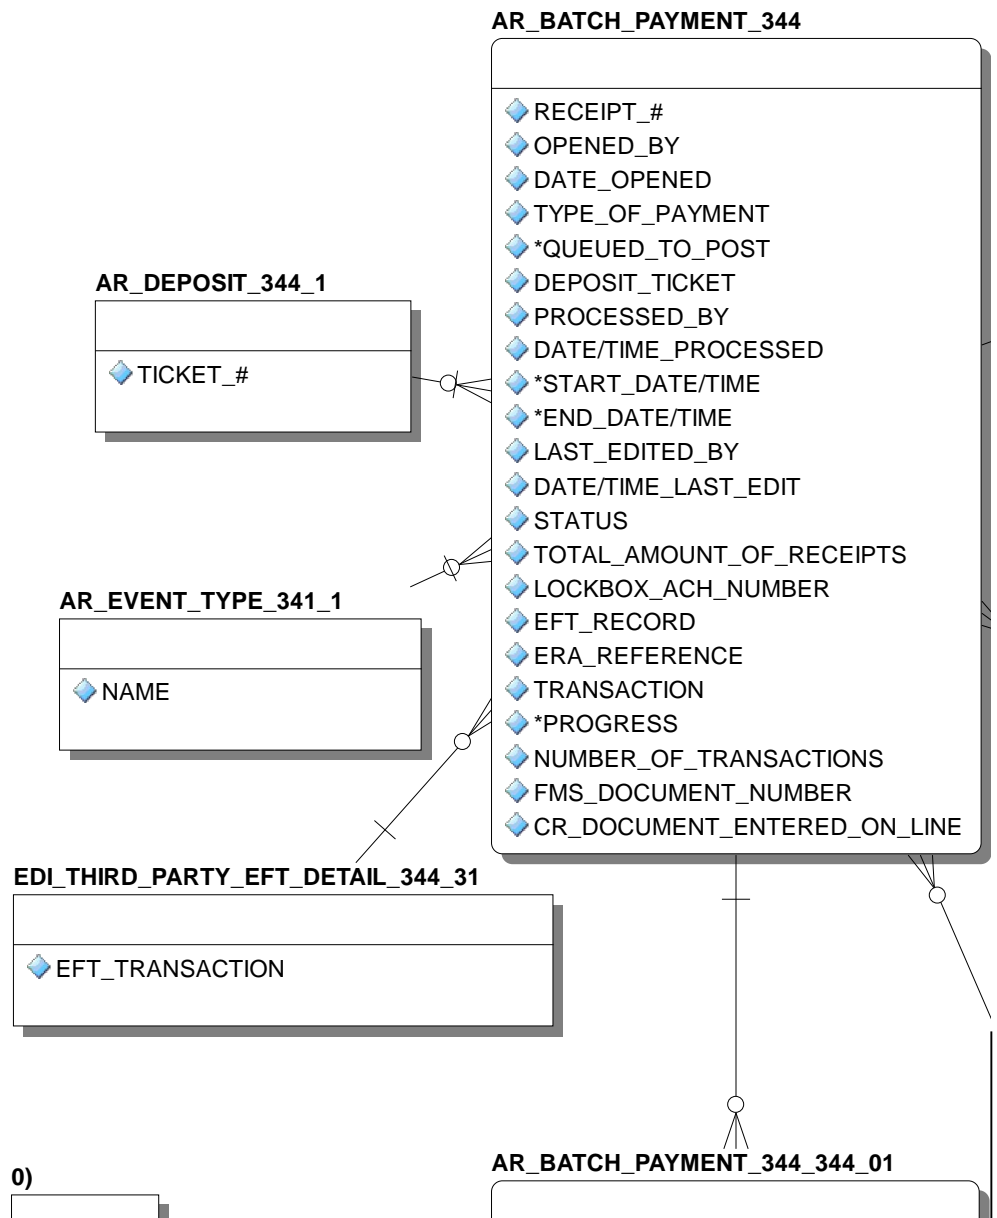 AR_BATCH_PAYMENT_344
RECEIPT_#
OPENED_BY
DATE_OPENED
TYPE_OF_PAYMENT
*QUEUED_TO_POST
DEPOSIT_TICKET
PROCESSED_BY
DATE/TIME_PROCESSED
*START_DATE/TIME
*END_DATE/TIME
LAST_EDITED_BY
DATE/TIME_LAST_EDIT
STATUS
TOTAL_AMOUNT_OF_RECEIPTS
LOCKBOX_ACH_NUMBER
EFT_RECORD
ERA_REFERENCE
TRANSACTION
*PROGRESS
NUMBER_OF_TRANSACTIONS
FMS_DOCUMENT_NUMBER
CR_DOCUMENT_ENTERED_ON_LINE
AR_DEPOSIT_344_1
TICKET_#
AR_EVENT_TYPE_341_1
NAME
EDI_THIRD_PARTY_EFT_DETAIL_344_31
EFT_TRANSACTION
0)
AR_BATCH_PAYMENT_344_344_01